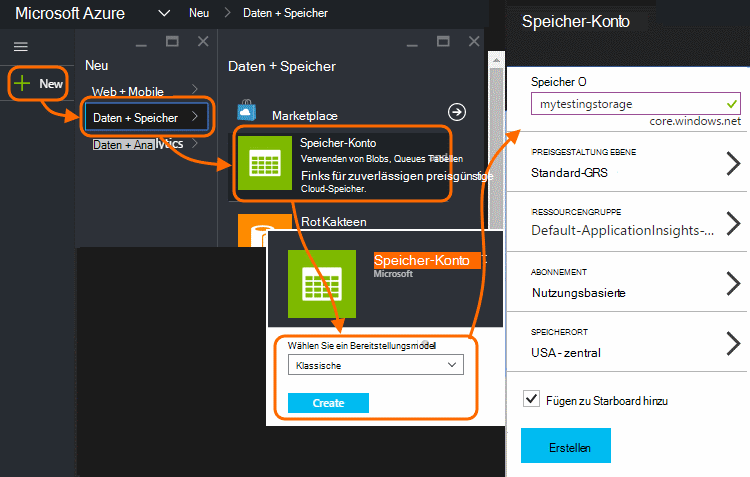 Microsoft Azure
Neu
Daten + Speicher
New
Neu
Web + Mobile
Daten + Speicher
Daten + Analytics
Daten + Speicher
Marketplace
Speicher-Konto
Verwenden von Blobs, Queues Tabellen
Finks für zuverlässigen preisgünstige
Cloud-Speicher.
Rot Kakteen
Speicher-Konto
Microsoft
Wählen Sie ein Bereitstellungsmodel
Klassische
Create
Speicher-Konto
Speicher O
mytestingstorage
core.windows.net
PREISGESTALTUNG EBENE
Standard-GRS
RESSOURCENGRUPPE
Default-ApplicationInsights-...
ABONNEMENT
Nutzungsbasierte
SPEICHERORT
USA - zentral
Fügen zu Starboard hinzu
Erstellen